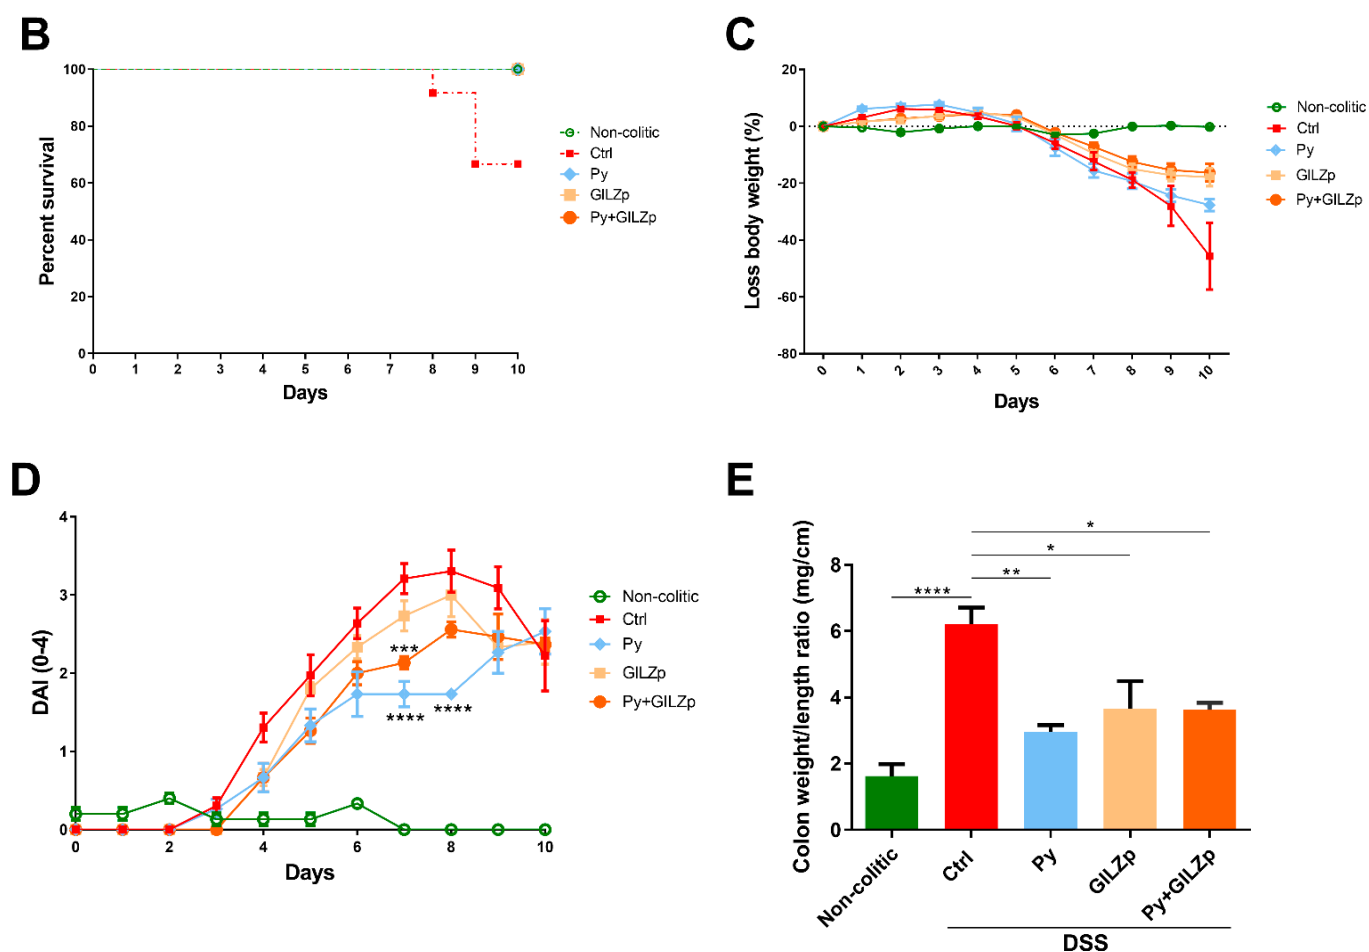 B
100
80
60
40
20
0
Percent survival
0 1 2 3 4 5 6 7 8 9 10
Days
Non-colitic
Ctrl
Py
GILZp
Py+GILZp
C
20
0
-20
-40
-60
-80
Loss body weight (%)
0 1 2 3 4 5 6 7 8 9 10
Days
Non-colitic
Ctrl
Py
GILZp
Py+GILZp
D
4
3
2
1
0
DAI (0-4)
***
****
****
0 2 4 6 8 10
Days
Non-colitic
Ctrl
Py
GILZp
Py+GILZp
E
*
*
**
****
8
6
4
2
0
Colon weight/length ratio (mg/cm)
Non-colitic
Ctrl
Py
GILZp
Py+GILZp
DSS